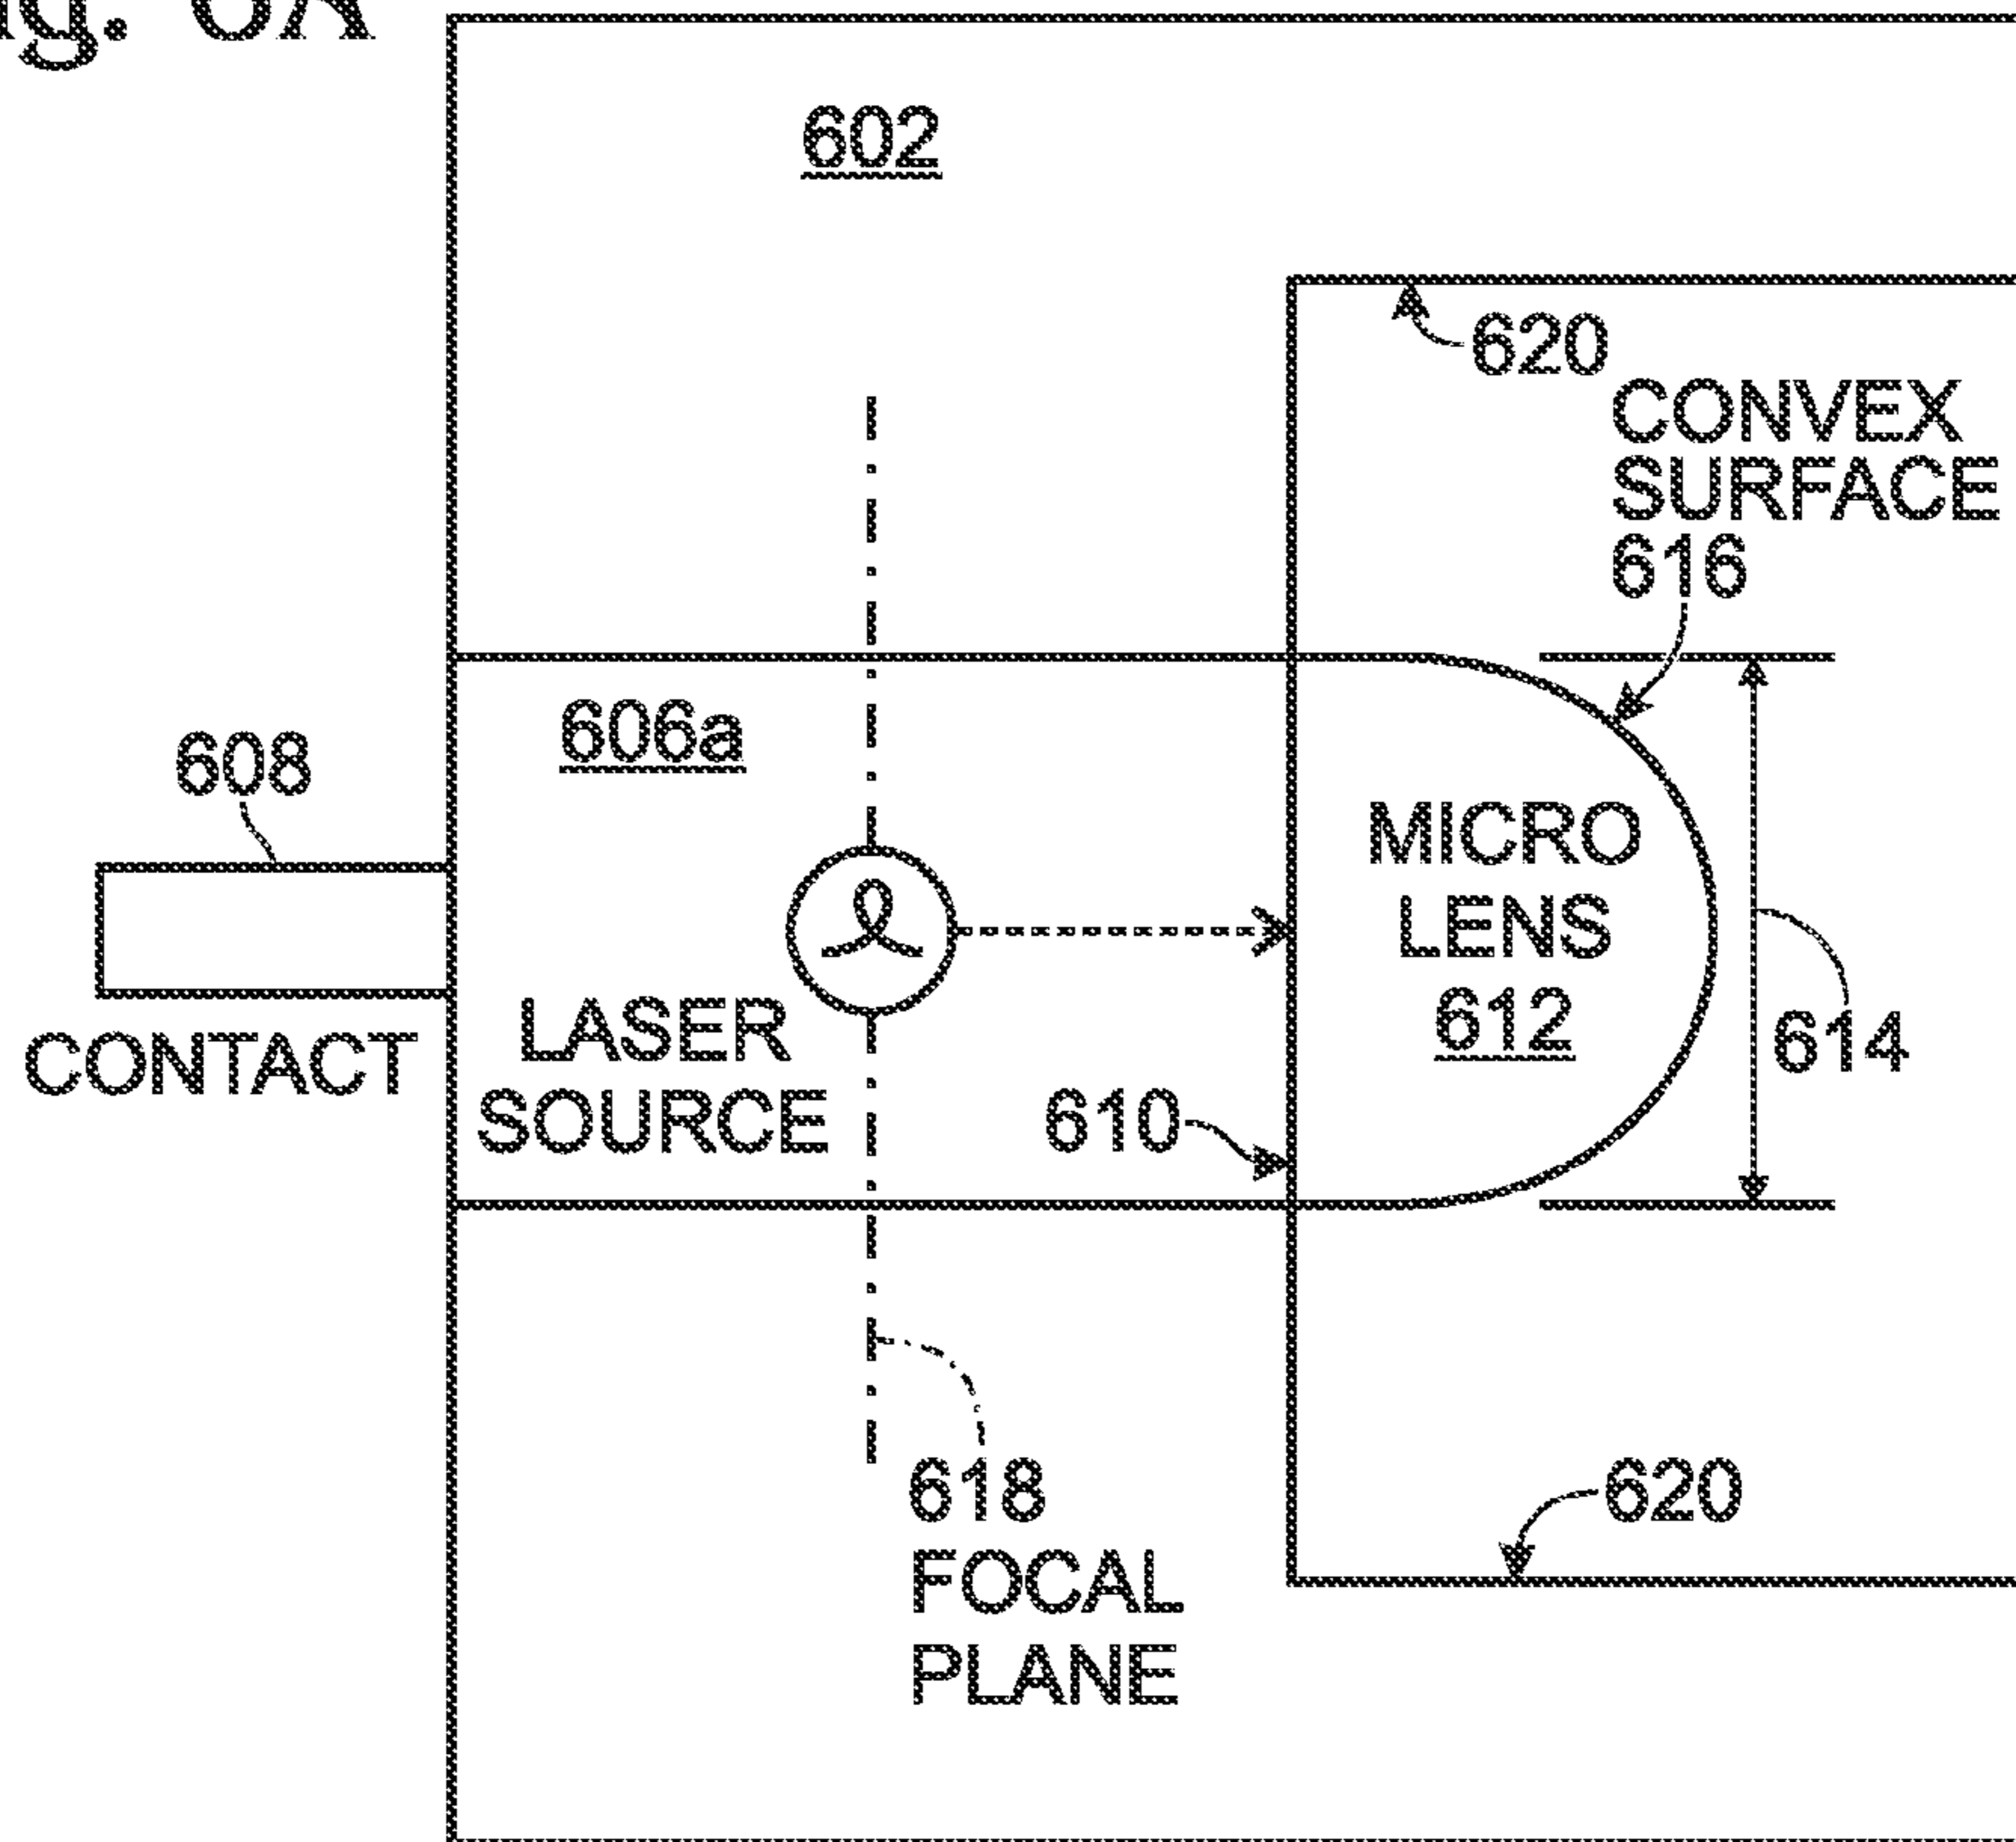 602
620
CONVEX
SURFACE
616
606a
608
MICRO
LENS
612
LASER
SOURCE
CONTACT
614
610
618
FOCAL
PLANE
620